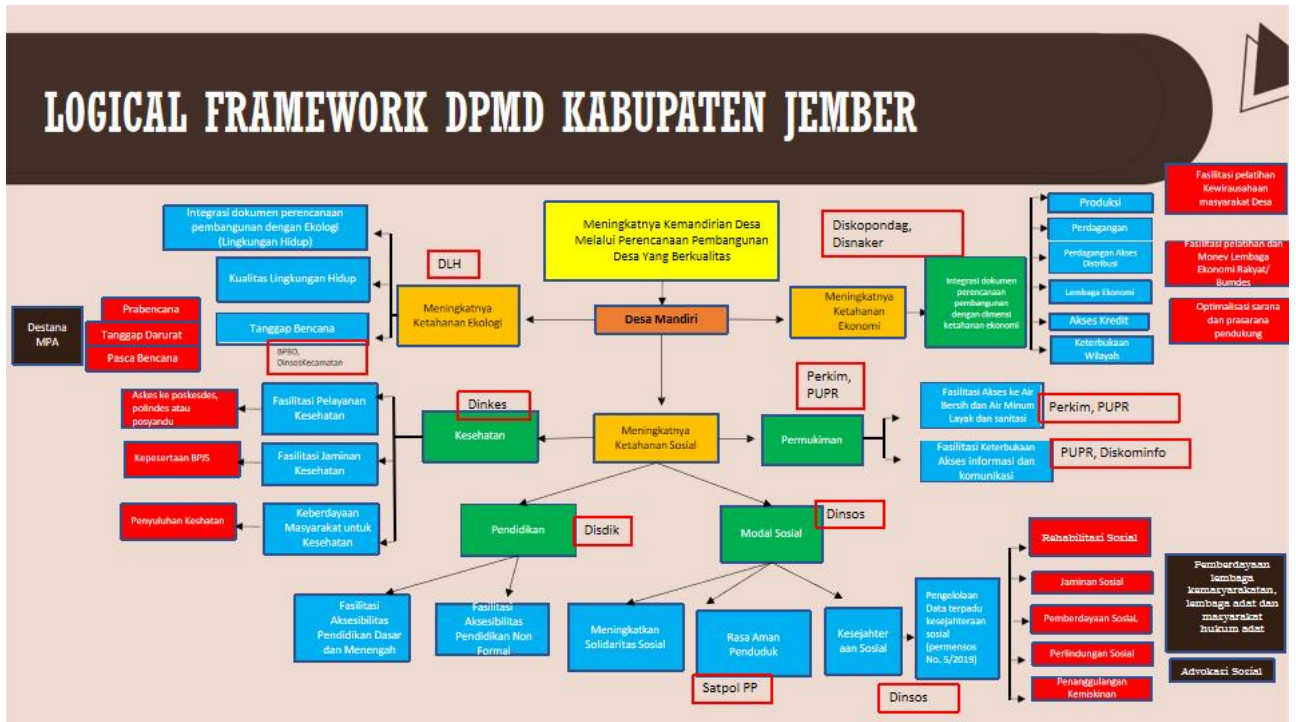 LOGICAL FRAMEWORK DPMD KABUPATEN JEMBER
Integrasi dokumen perencanaan
pembangunan dengan Ekologi
(Lingkungan Hidup)
Kualitas Lingkungan Hidup
Tanggap Bencana
BPBD,
DinsosKecamatan
DLH
Meningkatnya
Ketahanan Ekologi
Destana
MPA
Prabencana
Tanggap Darurat
Pasca Bencana
Meningkatnya Kemandirian Desa
Melalui Perencanaan Pembangunan
Desa Yang Berkualitas
Desa Mandiri
Diskopondag,
Disnaker
Meningkatnya
Ketahanan
Ekonomi
Integrasi dokumen
perencanaan
pembangunan
dengan dimensi
ketahanan ekonomi
Produksi
Perdagangan
Perdagangan Akses
Distribusi
Lembaga Ekonomi
Akses Kredit
Keterbukaan
Wilayah
Fasilitasi pelatihan
Kewirausahaan
masyarakat Desa
Fasilitasi pelatihan dan
Monev Lembaga
Ekonomi Rakyat/
Bumdes
Optimalisasi sarana
dan prasarana
pendukung
Askes ke poskesdes,
polindes atau
posyandu
Kepesertaan BPJS
Penyuluhan Keshatan
Fasilitasi Pelayanan
Kesehatan
Fasilitasi Jaminan
Kesehatan
Keberdayaan
Masyarakat untuk
Kesehatan
Dinkes
Kesehatan
Meningkatnya
Ketahanan Sosial
Perkim,
PUPR
Permukiman
Fasilitasi Akses ke Air
Bersih dan Air Minum
Layak dan sanitasi
Perkim, PUPR
Fasilitasi Keterbukaan
Akses informasi dan
komunikasi
PUPR, Diskominfo
Pendidikan
Disdik
Modal Sosial
Dinsos
Fasilitasi
Aksesibilitas
Pendidikan Dasar
dan Menengah
Fasilitasi
Aksesibilitas
Pendidikan Non
Formal
Meningkatkan
Solidaritas Sosial
Rasa Aman
Penduduk
Satpol PP
Kesejahter
aan Sosial
Pengelolaan
Data terpadu
kesejahteraan
sosial
(permensos
No. 5/2019)
Dinsos
Rehabilitasi Sosial
Jaminan Sosial
Pemberdayaan Sosial
Perlindungan Sosial
Penanggulangan
Kemiskinan
Pemberdayaan
lembaga
kemasyarakatan,
lembaga adat dan
masyarakat
hukum adat
Advokasi Sosial